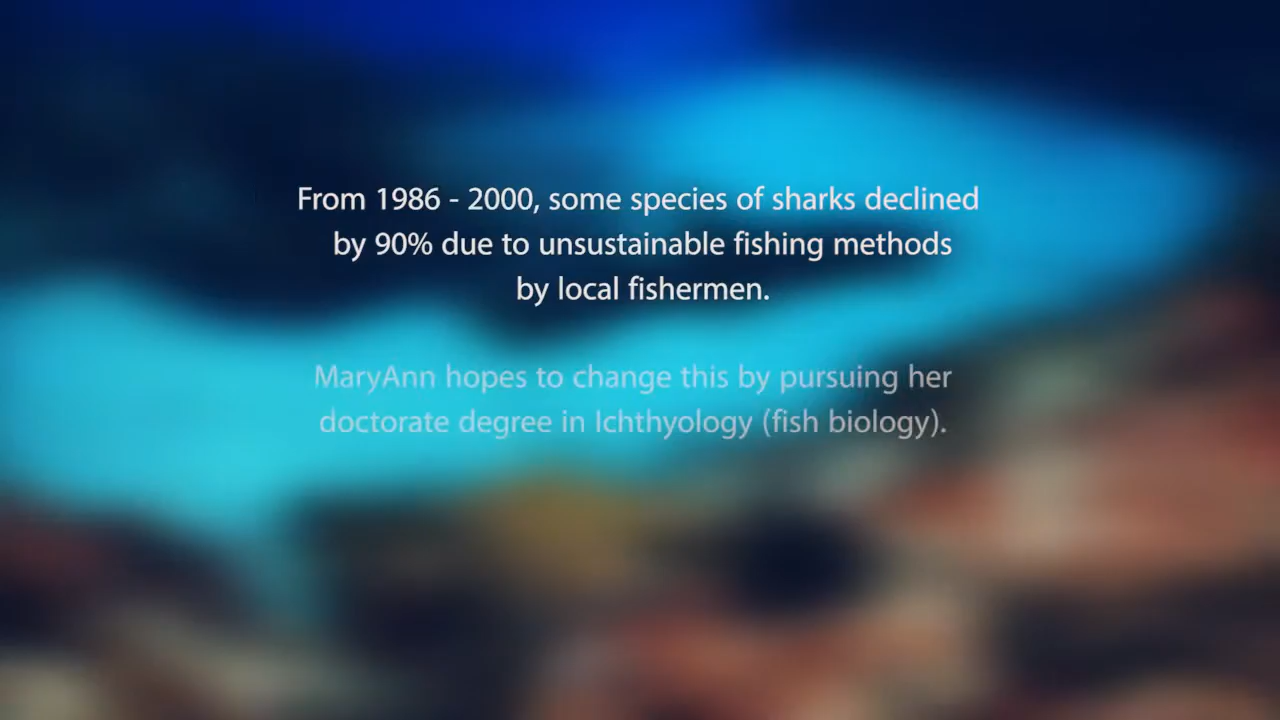 From 1986 - 2000, some species of sharks declined
by 90% due to unsustainable fishing methods
by local fishermen.
MaryAnn hopes to change this by pursuing her
doctorate degree in Ichthyology (fish biology).